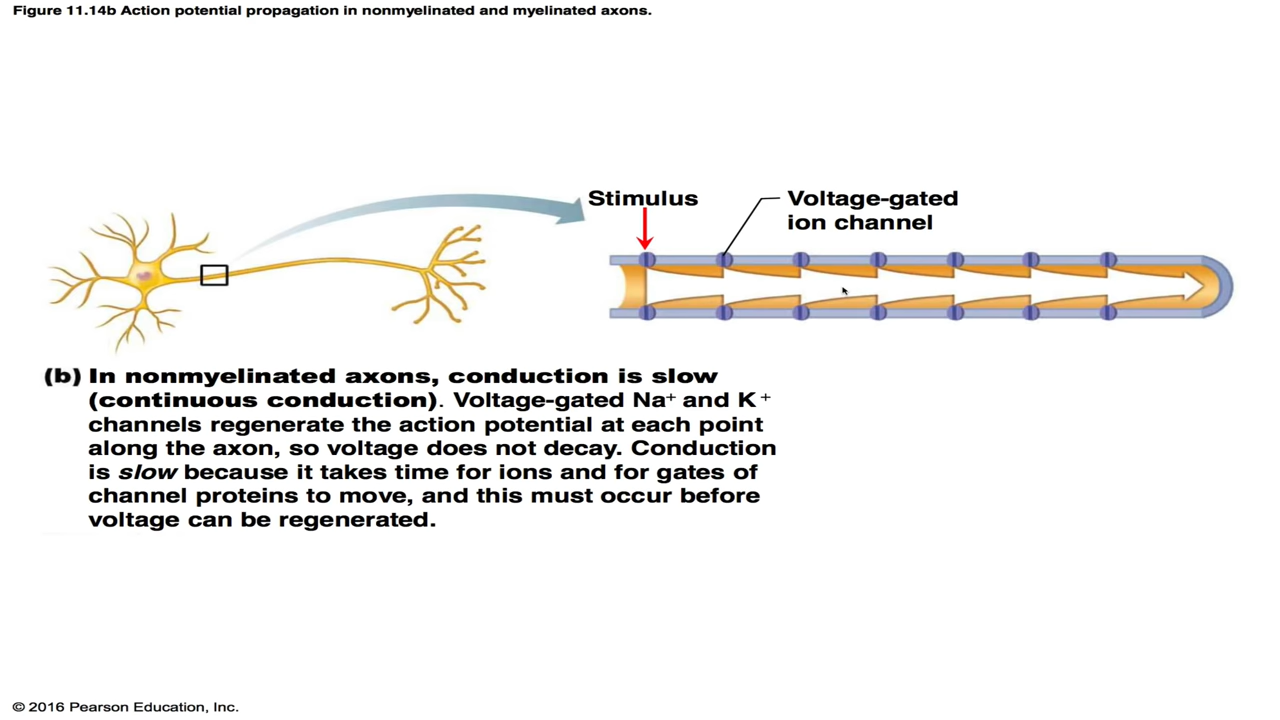 Figure 11.14b Action potential propagation in nonmyelinated and myelinated axons.
Stimulus
Voltage-gated
ion channel
(b) In nonmyelinated axons, conduction is slow
(continuous conduction). Voltage-gated Na⁺ and K⁺
channels regenerate the action potential at each point
along the axon, so voltage does not decay. Conduction
is slow because it takes time for ions and for gates of
channel proteins to move, and this must occur before
voltage can be regenerated.
© 2016 Pearson Education, Inc.